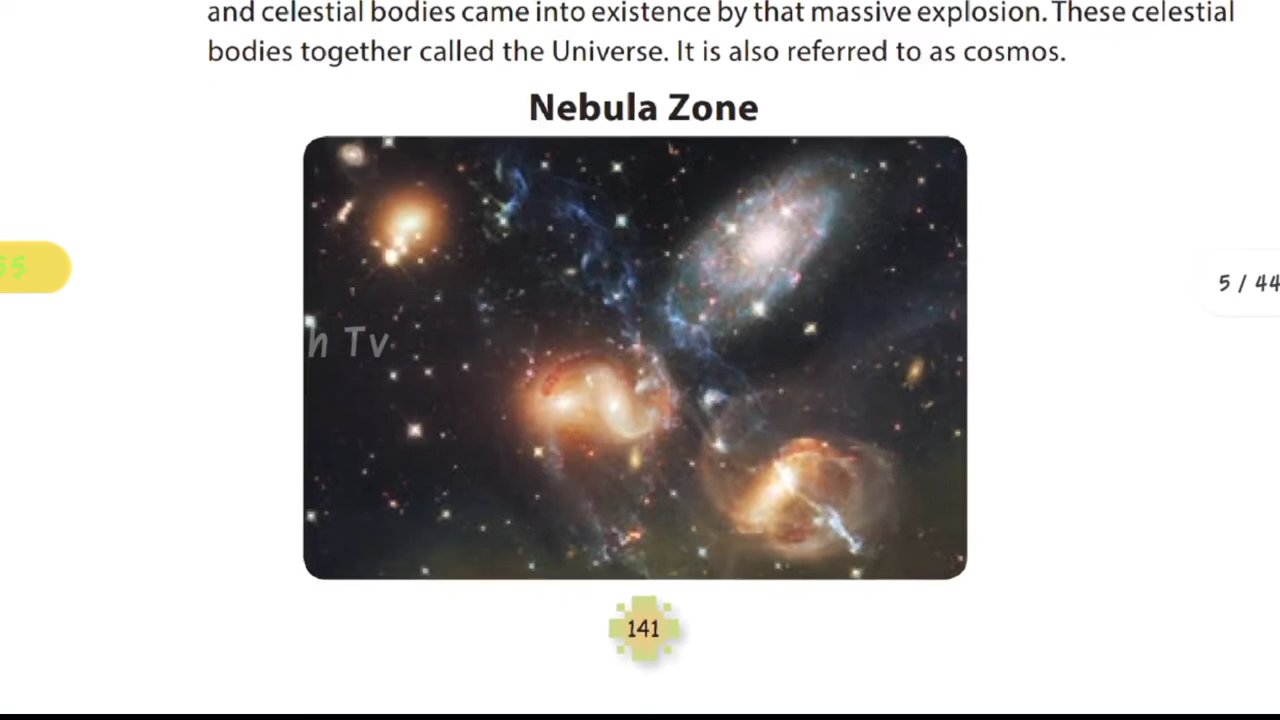 and celestial bodies came into existence by that massive explosion. These celestial
bodies together called the Universe. It is also referred to as cosmos.
Nebula Zone
55
5 / 44
h Tv
141